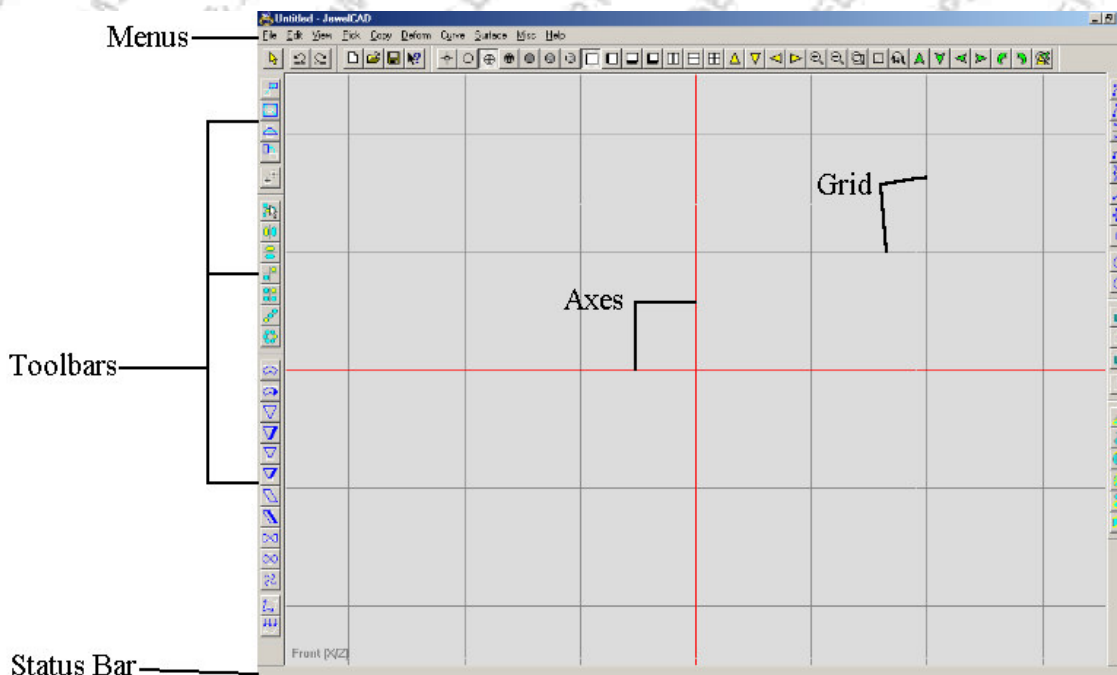 Untitled - JewelCAD
Menus
File Edit View Pick Copy Deform Curve Surface Misc Help
Grid
Axes
Toolbars
Front [X/Z]
Status Bar